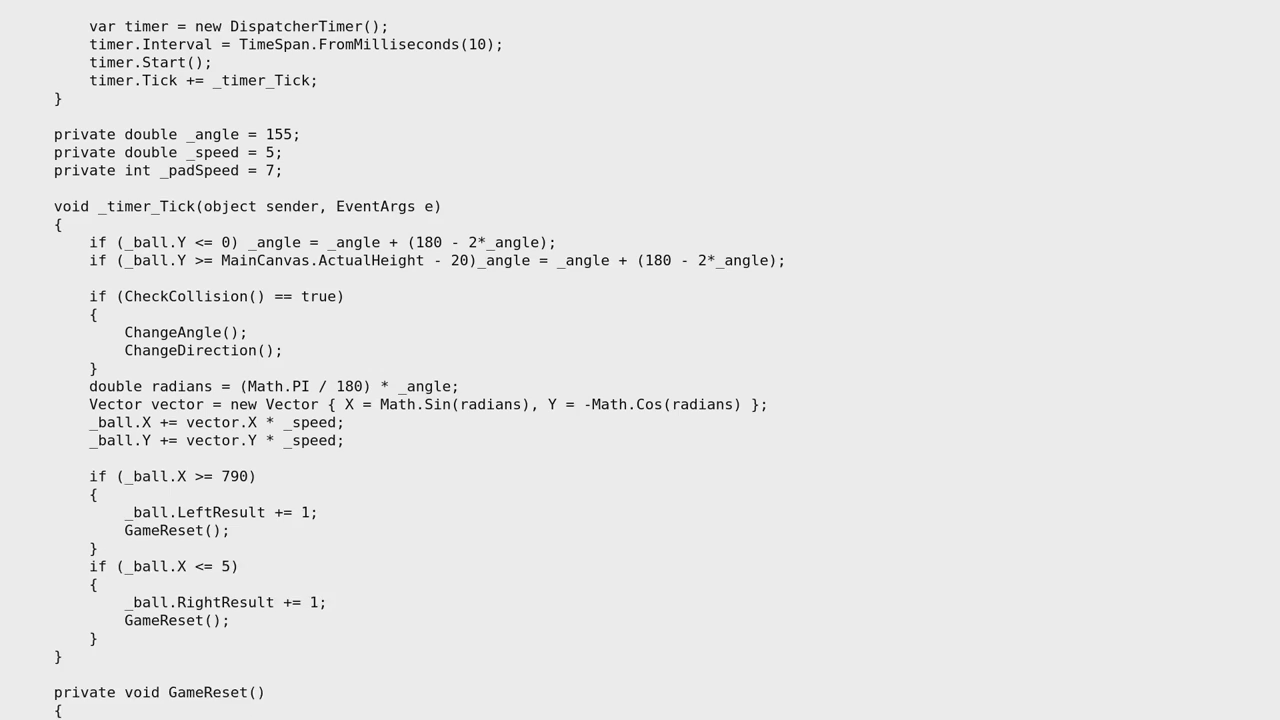 var timer = new DispatcherTimer();
timer.Interval = TimeSpan.FromMilliseconds(10);
timer.Start();
timer.Tick += _timer_Tick;
}
private double _angle = 155;
private double _speed = 5;
private int _padSpeed = 7;
void _timer_Tick(object sender, EventArgs e)
{
if (_ball.Y <= 0) _angle = _angle + (180 - 2*_angle);
if (_ball.Y >= MainCanvas.ActualHeight - 20)_angle = _angle + (180 - 2*_angle);
if (CheckCollision() == true)
{
ChangeAngle();
ChangeDirection();
}
double radians = (Math.PI / 180) * _angle;
Vector vector = new Vector { X = Math.Sin(radians), Y = -Math.Cos(radians) };
_ball.X += vector.X * _speed;
_ball.Y += vector.Y * _speed;
if (_ball.X >= 790)
{
_ball.LeftResult += 1;
GameReset();
}
if (_ball.X <= 5)
{
_ball.RightResult += 1;
GameReset();
}
}
private void GameReset()
{